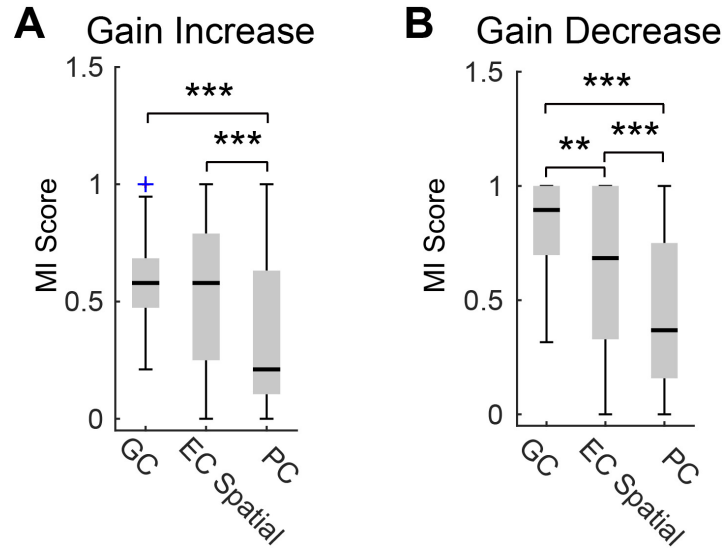 A Gain Increase
1.5
***
***
1
MI Score
0.5
0
GC
EC Spatial
PC
B Gain Decrease
1.5
***
***
**
1
MI Score
0.5
0
GC
EC Spatial
PC